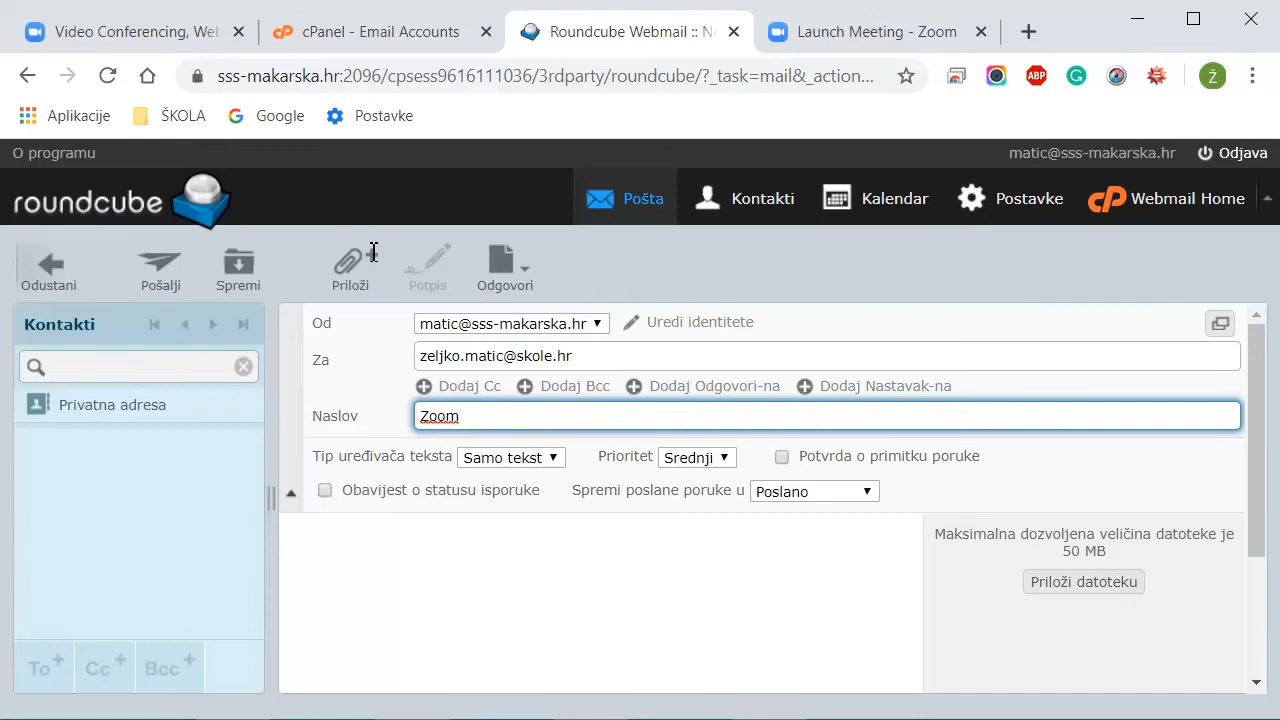 Video Conferencing, Web
cPanel - Email Accounts
Roundcube Webmail :: N
Launch Meeting - Zoom
sss-makarska.hr:2096/cpsess9616111036/3rdparty/roundcube/?_task=mail&_action...
ABP
Ž
Aplikacije
ŠKOLA
Google
Postavke
O programu
matic@sss-makarska.hr
Odjava
roundcube
Pošta
Kontakti
Kalendar
Postavke
cP Webmail Home
Odustani
Pošalji
Spremi
Priloži
Potpis
Odgovori
Kontakti
Privatna adresa
To
Cc
Bcc
Od
matic@sss-makarska.hr
Uredi identitete
Za
zeljko.matic@skole.hr
Dodaj Cc
Dodaj Bcc
Dodaj Odgovori-na
Dodaj Nastavak-na
Naslov
Zoom
Tip uređivača teksta
Samo tekst
Prioritet
Srednji
Potvrda o primitku poruke
Obavijest o statusu isporuke
Spremi poslane poruke u
Poslano
Maksimalna dozvoljena veličina datoteke je
50 MB
Priloži datoteku